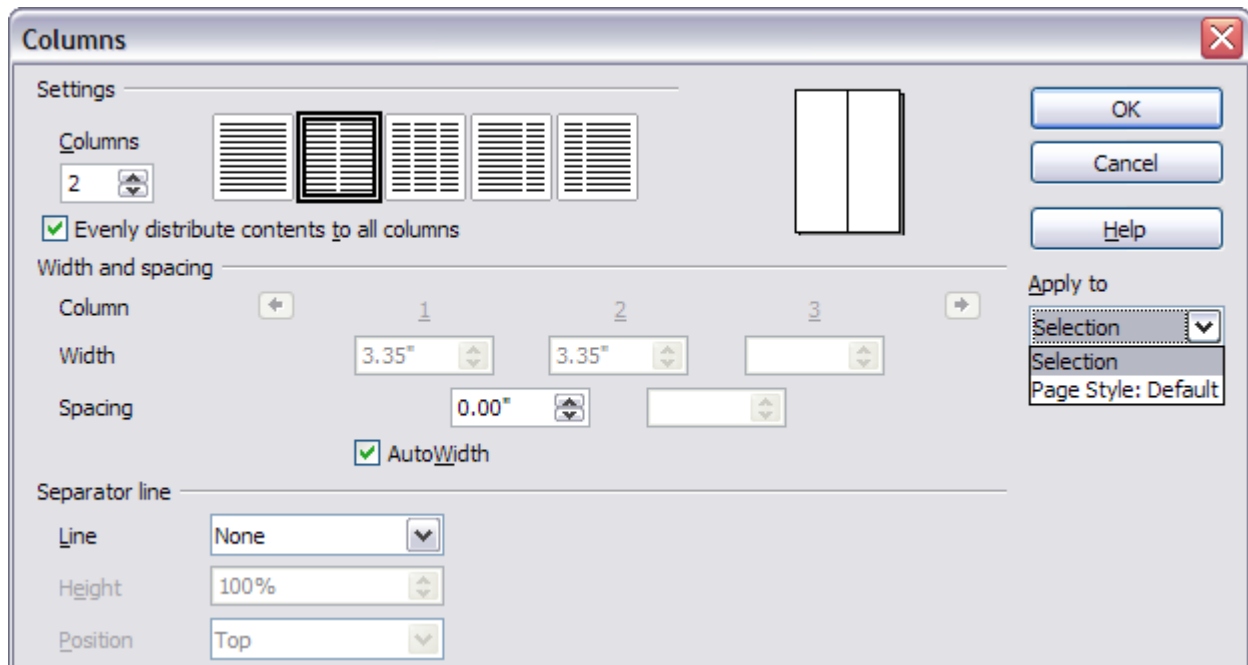 Columns
Settings
Columns
2
Evenly distribute contents to all columns
OK
Cancel
Help
Apply to
Selection
Selection
Page Style: Default
Width and spacing
Column 1 2 3
Width 3.35" 3.35"
Spacing 0.00"
AutoWidth
Separator line
Line None
Height 100%
Position Top